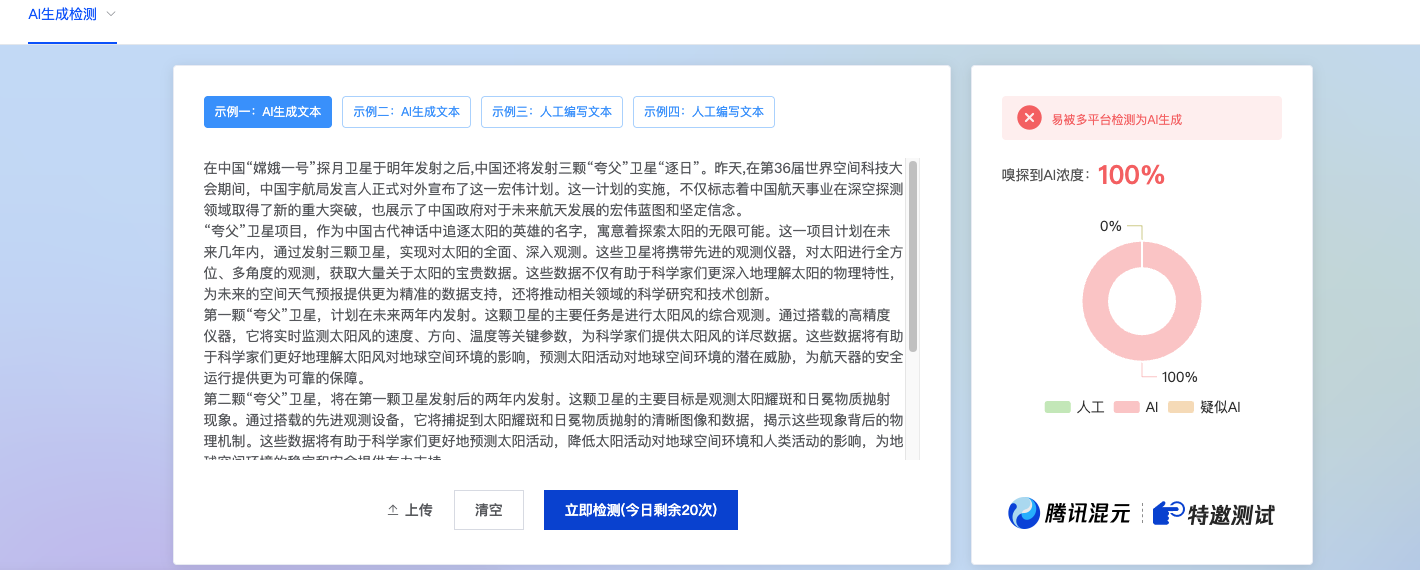 AI生成检测
示例一：AI生成文本
示例二：AI生成文本
示例三：人工编写文本
示例四：人工编写文本
在中国“嫦娥一号”探月卫星于明年发射之后,中国还将发射三颗“夸父”卫星“逐日”。昨天,在第36届世界空间科技大
会期间，中国宇航局发言人正式对外宣布了这一宏伟计划。这一计划的实施，不仅标志着中国航天事业在深空探测
领域取得了新的重大突破，也展示了中国政府对于未来航天发展的宏伟蓝图和坚定信念。
“夸父”卫星项目，作为中国古代神话中追逐太阳的英雄的名字，寓意着探索太阳的无限可能。这一项目计划在未
来几年内，通过发射三颗卫星，实现对太阳的全面、深入观测。这些卫星将携带先进的观测仪器，对太阳进行全方
位、多角度的观测，获取大量关于太阳的宝贵数据。这些数据不仅有助于科学家们更深入地理解太阳的物理特性，
为未来的空间天气预报提供更为精准的数据支持，还将推动相关领域的科学研究和技术创新。
第一颗“夸父”卫星，计划在未来两年内发射。这颗卫星的主要任务是进行太阳风的综合观测。通过搭载的高精度
仪器，它将实时监测太阳风的速度、方向、温度等关键参数，为科学家们提供太阳风的详尽数据。这些数据将有助
于科学家们更好地理解太阳风对地球空间环境的影响，预测太阳活动对地球空间环境的潜在威胁，为航天器的安全
运行提供更为可靠的保障。
第二颗“夸父”卫星，将在第一颗卫星发射后的两年内发射。这颗卫星的主要目标是观测太阳耀斑和日冕物质抛射
现象。通过搭载的先进观测设备，它将捕捉到太阳耀斑和日冕物质抛射的清晰图像和数据，揭示这些现象背后的物
理机制。这些数据将有助于科学家们更好地预测太阳活动，降低太阳活动对地球空间环境和人类活动的影响，为地
球空间环境的稳定和安全提供有力支持。
上传
清空
立即检测(今日剩余20次)
易被多平台检测为AI生成
嗅探到AI浓度：100%
0%
100%
人工
AI
疑似AI
腾讯混元
特邀测试